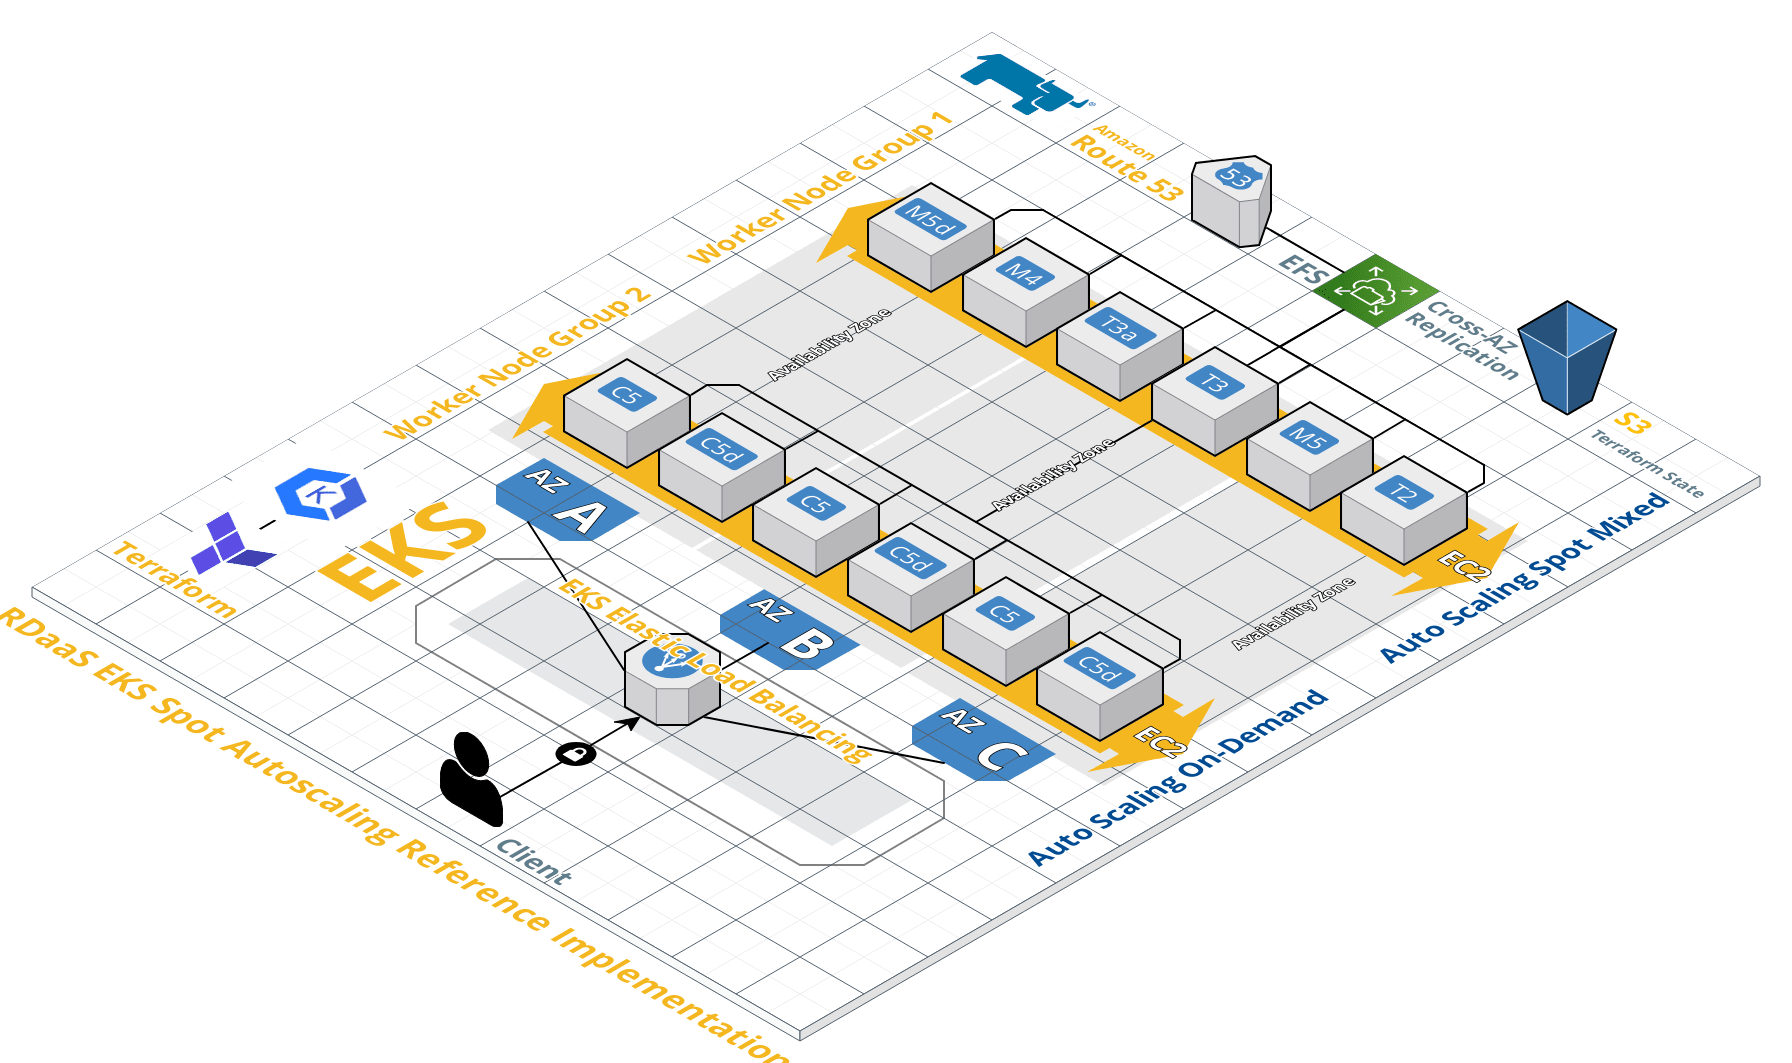 Amazon
Route 53
53
Worker Node Group 1
M5d
M4
T3a
T3
M5
T2
EC2
EFS
Cross-AZ
Replication
S3
Terraform State
Auto Scaling Spot Mixed
Availability Zone
Availability Zone
Availability Zone
Worker Node Group 2
C5
C5d
C5
C5d
C5
C5d
EC2
Auto Scaling On-Demand
K
Terraform
EKS
AZ A
AZ B
AZ C
EKS Elastic Load Balancing
Client
RDaaS EKS Spot Autoscaling Reference Implementation